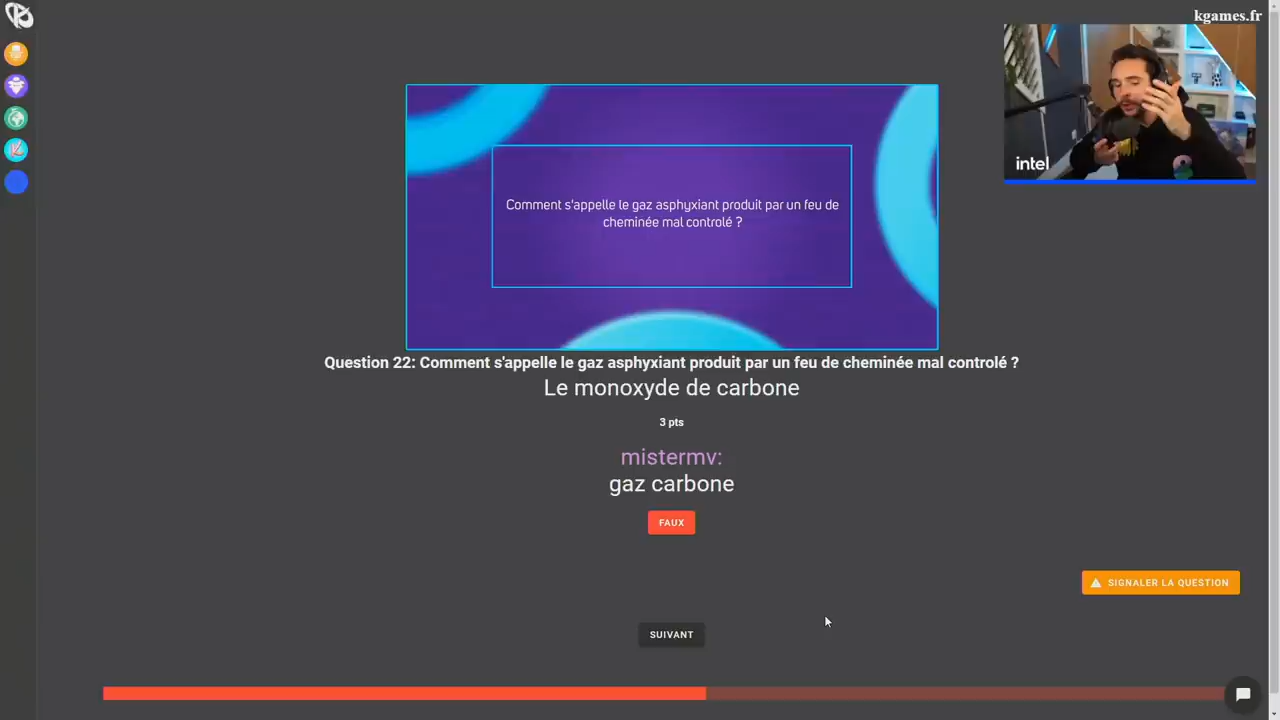 kgames.fr
intel
Comment s'appelle le gaz asphyxiant produit par un feu de
cheminée mal controlé ?
Question 22: Comment s'appelle le gaz asphyxiant produit par un feu de cheminée mal controlé ?
Le monoxyde de carbone
3 pts
mistermv:
gaz carbone
FAUX
SIGNALER LA QUESTION
SUIVANT